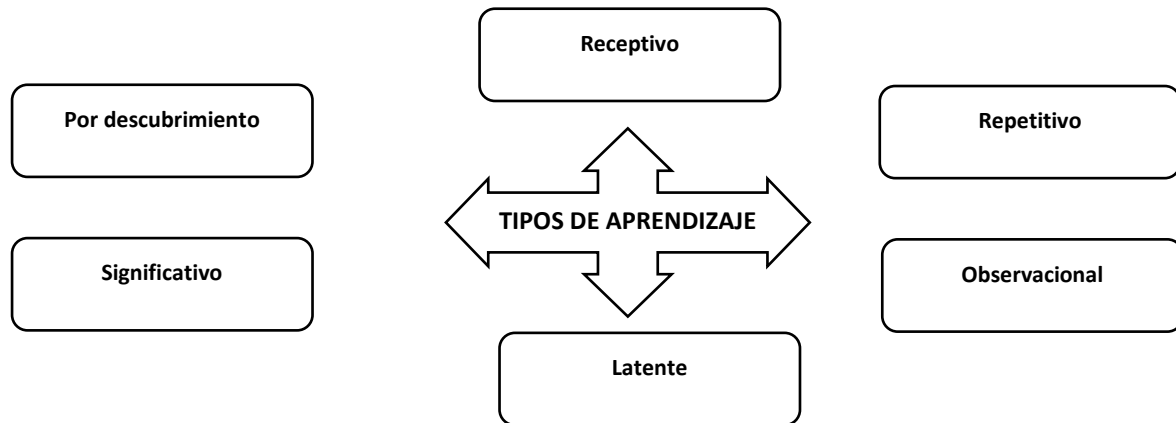 Receptivo
Por descubrimiento
Repetitivo
TIPOS DE APRENDIZAJE
Significativo
Observacional
Latente